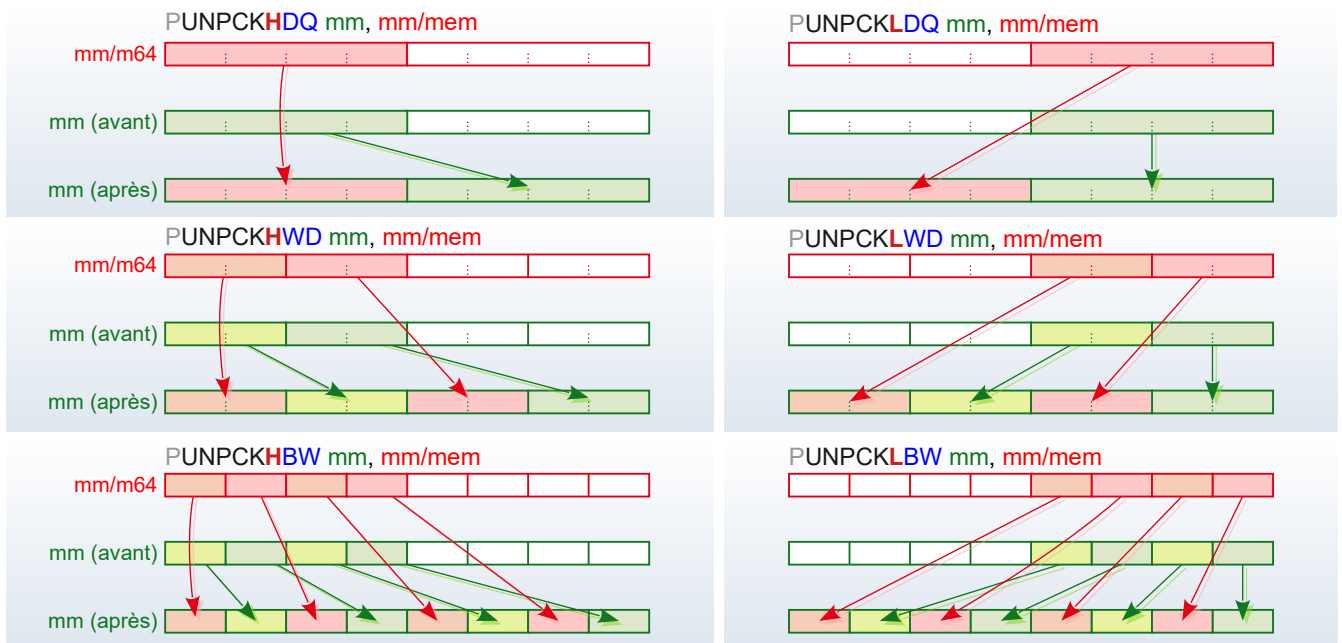 PUNPCKHDQ mm, mm/mem
mm/m64
mm (avant)
mm (après)
PUNPCKLDQ mm, mm/mem
PUNPCKHWD mm, mm/mem
mm/m64
mm (avant)
mm (après)
PUNPCKLWD mm, mm/mem
PUNPCKHBW mm, mm/mem
mm/m64
mm (avant)
mm (après)
PUNPCKLBW mm, mm/mem